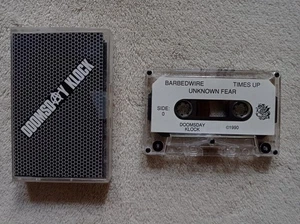 DOOMSDAY KLOCK
BARBEDWIRE TIMES UP
UNKNOWN FEAR
SIDE
0
DOOMSDAY ©1990
KLOCK